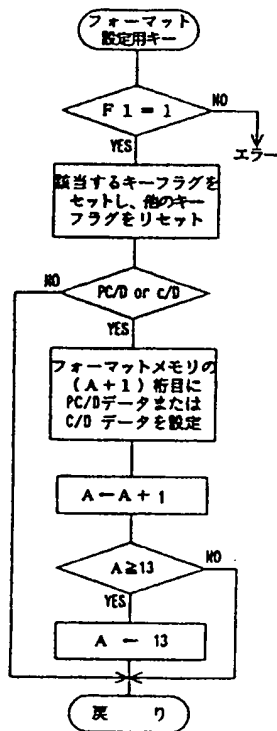 フォーマット
設定用キー
F1=1
NO
YES
エラー
該当するキーフラグを
セットし、他のキー
フラグをリセット
NO
PC/D or c/D
YES
フォーマットメモリの
(A+1)桁目に
PC/Dデータまたは
C/D データを設定
A←A+1
A≧13
NO
YES
A ← 13
戻 り